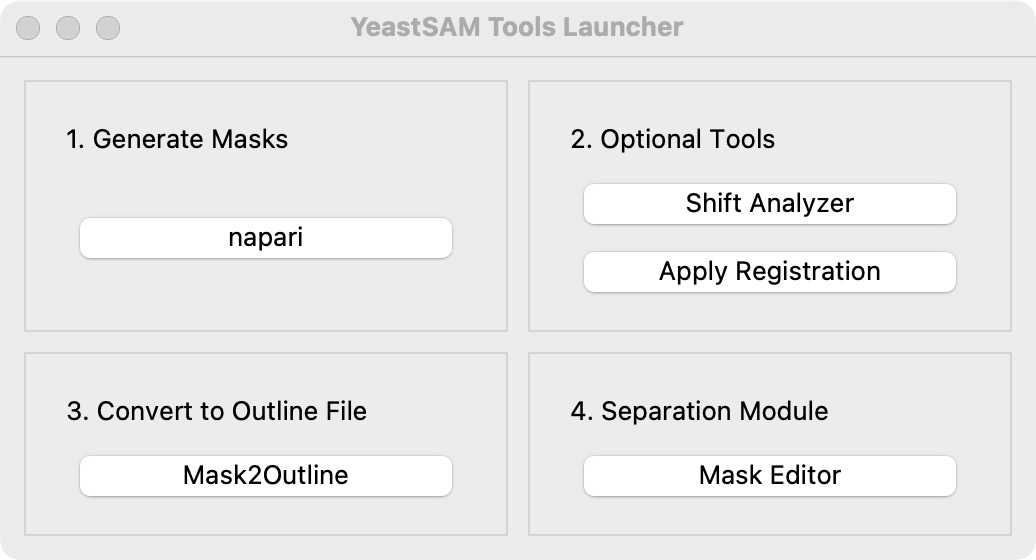 YeastSAM Tools Launcher
1. Generate Masks
napari
2. Optional Tools
Shift Analyzer
Apply Registration
3. Convert to Outline File
Mask2Outline
4. Separation Module
Mask Editor